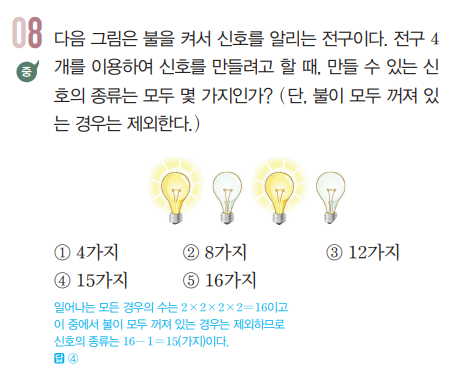 08
중
다음 그림은 불을 켜서 신호를 알리는 전구이다. 전구 4
개를 이용하여 신호를 만들려고 할 때, 만들 수 있는 신
호의 종류는 모두 몇 가지인가? (단, 불이 모두 꺼져 있
는 경우는 제외한다.)
① 4가지 ② 8가지 ③ 12가지
④ 15가지 ⑤ 16가지
일어나는 모든 경우의 수는 2×2×2×2=16이고
이 중에서 불이 모두 꺼져 있는 경우는 제외하므로
신호의 종류는 16-1=15(가지)이다.
답 ④